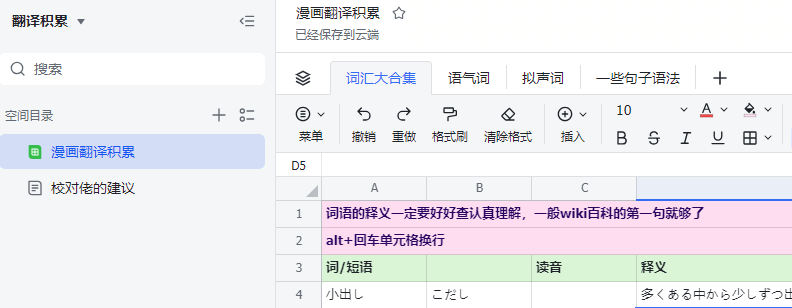 翻译积累
搜索
空间目录
漫画翻译积累
校对佬的建议
漫画翻译积累
已经保存到云端
词汇大合集 语气词 拟声词 一些句子语法
菜单 撤销 重做 格式刷 清除格式 插入
10 A
B S I U
D5
A B C
1 词语的释义一定要好好查认真理解，一般wiki百科的第一句就够了
2 alt+回车单元格换行
3 词/短语 读音 释义
4 小出し こだし 多くある中から少しずつ出